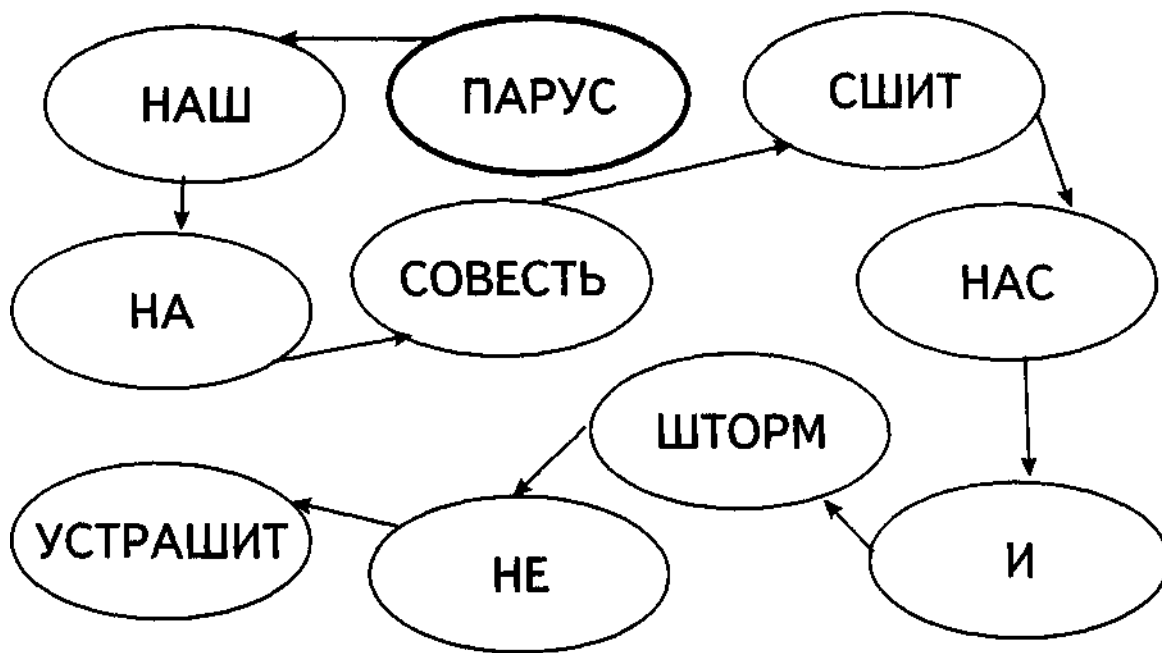 ПАРУС
НАШ
НА
СОВЕСТЬ
СШИТ
НАС
И
ШТОРМ
НЕ
УСТРАШИТ